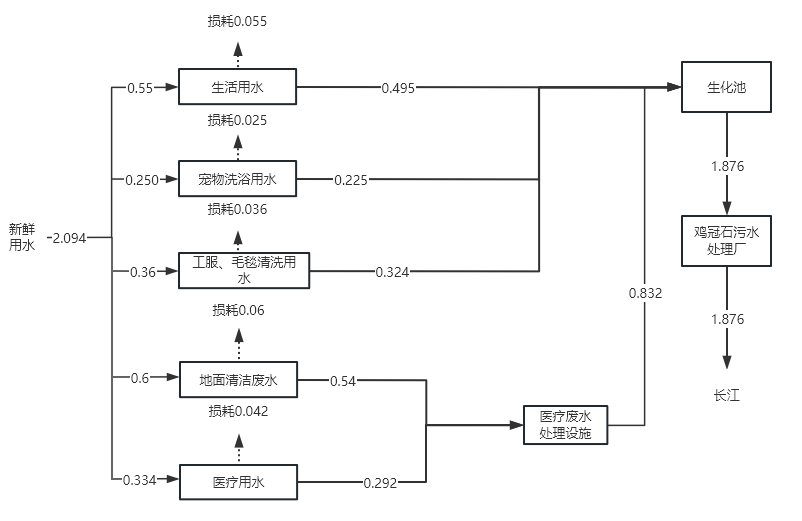 损耗0.055
0.55
生活用水
0.495
生化池
损耗0.025
0.250
宠物洗浴用水
0.225
1.876
损耗0.036
新鲜
用水
2.094
0.36
工服、毛毯清洗用
水
0.324
鸡冠石污水
处理厂
损耗0.06
0.832
1.876
0.6
地面清洁废水
0.54
长江
损耗0.042
医疗废水
处理设施
0.334
医疗用水
0.292